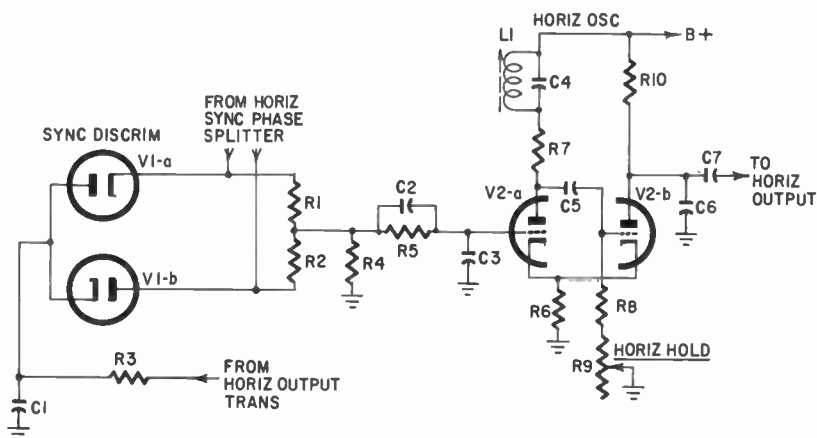 HORIZ OSC
L1
B+
C4
R10
FROM HORIZ
SYNC PHASE
SPLITTER
SYNC DISCRIM
V1-a
R7
C7
TO
HORIZ
OUTPUT
C2
V2-a
C5
V2-b
C6
R1
R5
R2
R4
C3
V1-b
R6
R8
HORIZ HOLD
R3
FROM
HORIZ OUTPUT
TRANS
R9
C1